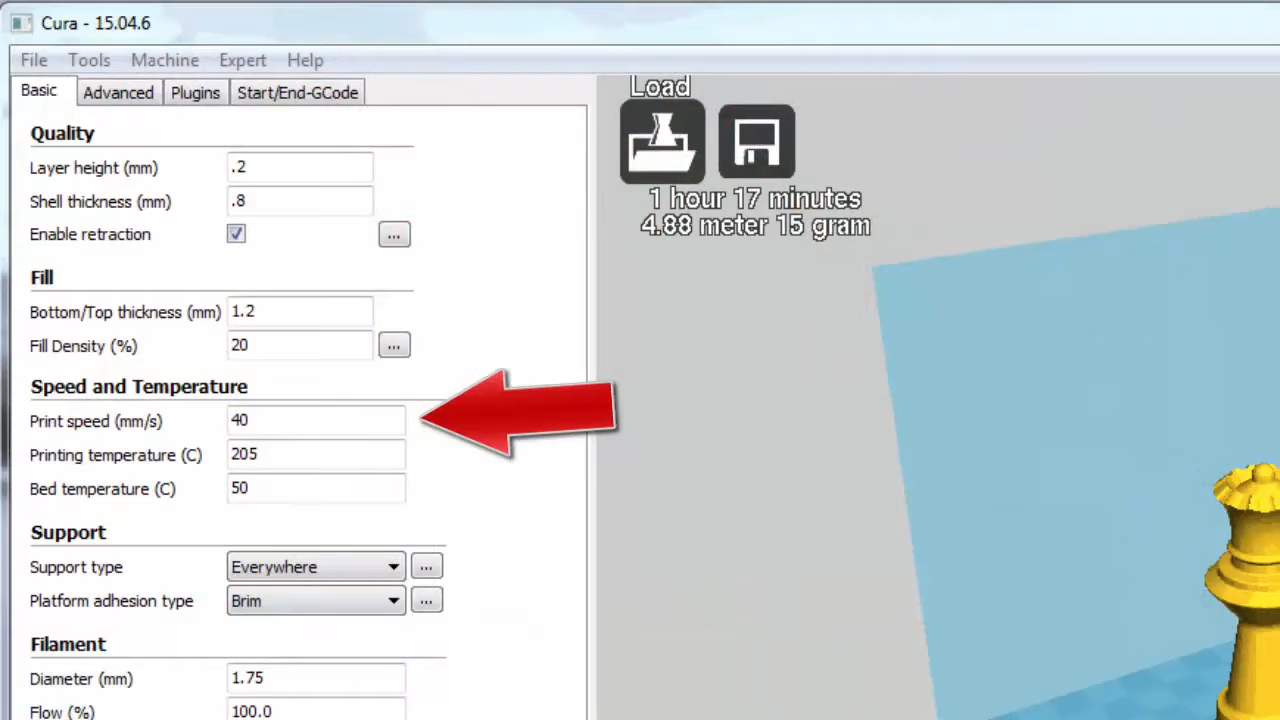 Cura - 15.04.6
File Tools Machine Expert Help
Basic Advanced Plugins Start/End-GCode
Load
Quality
Layer height (mm) .2
Shell thickness (mm) .8
1 hour 17 minutes
4.88 meter 15 gram
Enable retraction ...
Fill
Bottom/Top thickness (mm) 1.2
Fill Density (%) 20 ...
Speed and Temperature
Print speed (mm/s) 40
Printing temperature (C) 205
Bed temperature (C) 50
Support
Support type Everywhere ...
Platform adhesion type Brim ...
Filament
Diameter (mm) 1.75
Flow (%) 100.0